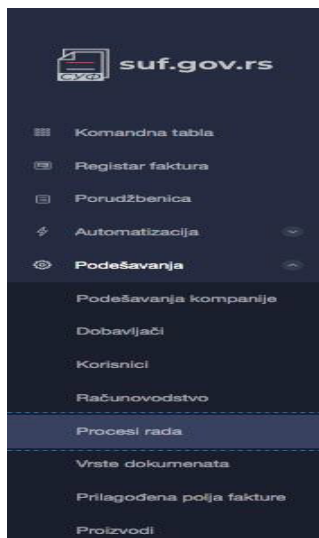 СУФ
suf.gov.rs
Komandna tabla
Registar faktura
Porudžbenica
Automatizacija
Podešavanja
Podešavanja kompanije
Dobavljači
Korisnici
Računovodstvo
Procesi rada
Vrste dokumenata
Prilagođena polja fakture
Proizvodi